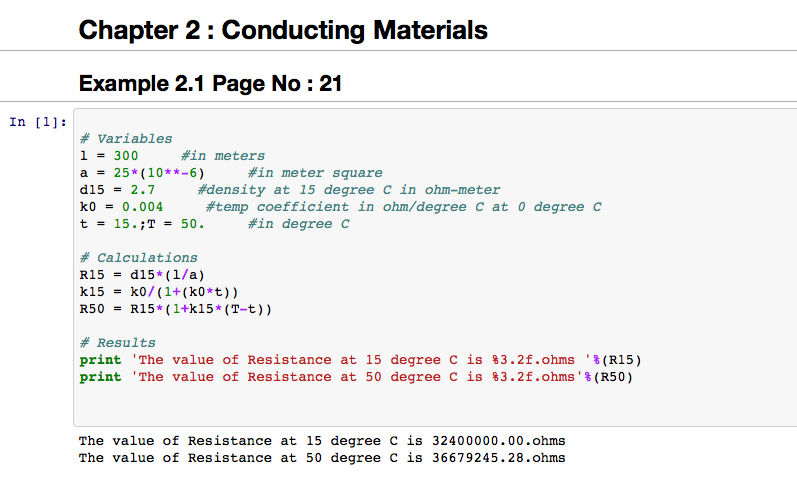 Chapter 2 : Conducting Materials
Example 2.1 Page No : 21
In [1]:
# Variables
l = 300     #in meters
a = 25*(10**-6)     #in meter square
d15 = 2.7     #density at 15 degree C in ohm-meter
k0 = 0.004     #temp coefficient in ohm/degree C at 0 degree C
t = 15.;T = 50.     #in degree C
# Calculations
R15 = d15*(l/a)
k15 = k0/(1+(k0*t))
R50 = R15*(1+k15*(T-t))
# Results
print 'The value of Resistance at 15 degree C is %3.2f.ohms '%(R15)
print 'The value of Resistance at 50 degree C is %3.2f.ohms'%(R50)
The value of Resistance at 15 degree C is 32400000.00.ohms
The value of Resistance at 50 degree C is 36679245.28.ohms